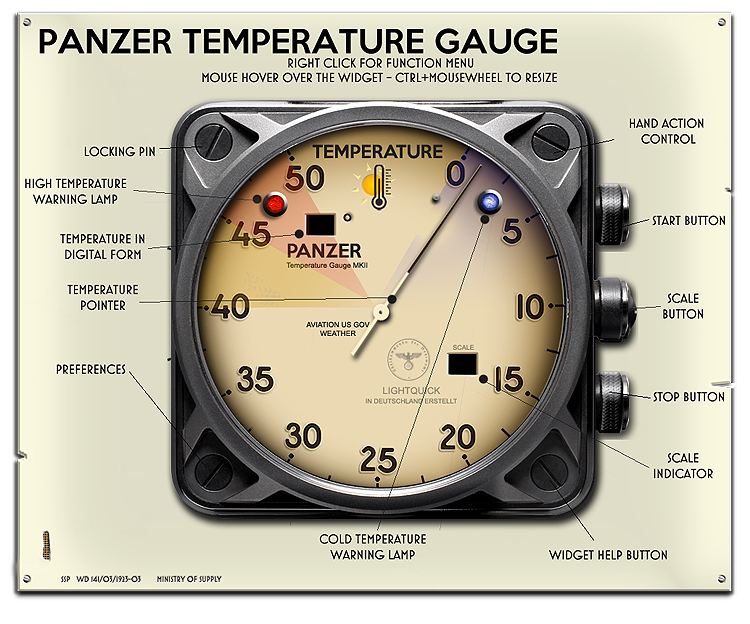 PANZER TEMPERATURE GAUGE
RIGHT CLICK FOR FUNCTION MENU
MOUSE HOVER OVER THE WIDGET - CTRL+MOUSEWHEEL TO RESIZE
LOCKING PIN
HIGH TEMPERATURE
WARNING LAMP
TEMPERATURE IN
DIGITAL FORM
TEMPERATURE
POINTER
PREFERENCES
TEMPERATURE
50
0
45
5
PANZER
Temperature Gauge MKII
40
10
AVIATION US GOV
WEATHER
SCALE
35
15
LIGHTQUICK
IN DEUTSCHLAND ERSTELLT
30
20
25
HAND ACTION
CONTROL
START BUTTON
SCALE
BUTTON
STOP BUTTON
SCALE
INDICATOR
COLD TEMPERATURE
WARNING LAMP
WIDGET HELP BUTTON
SSP WD 141/03/1923-03 MINISTRY OF SUPPLY